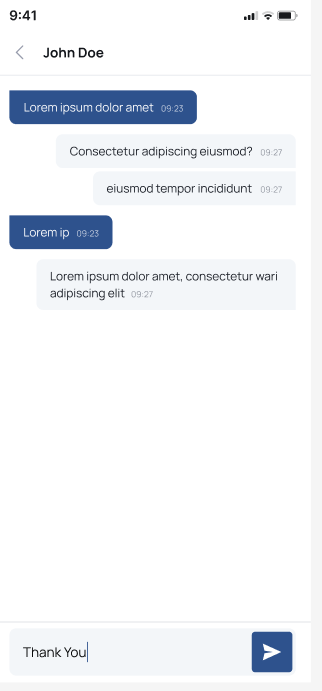 9:41
John Doe
Lorem ipsum dolor amet 09:23
Consectetur adipiscing eiusmod? 09:27
eiusmod tempor incididunt 09:27
Lorem ip 09:23
Lorem ipsum dolor amet, consectetur wari
adipiscing elit 09:27
Thank You